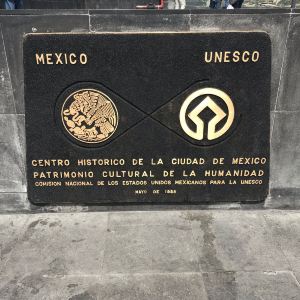 MEXICO UNESCO
CENTRO HISTORICO DE LA CIUDAD DE MEXICO
PATRIMONIO CULTURAL DE LA HUMANIDAD
COMISION NACIONAL DE LOS ESTADOS UNIDOS MEXICANOS PARA LA UNESCO
MAYO DE